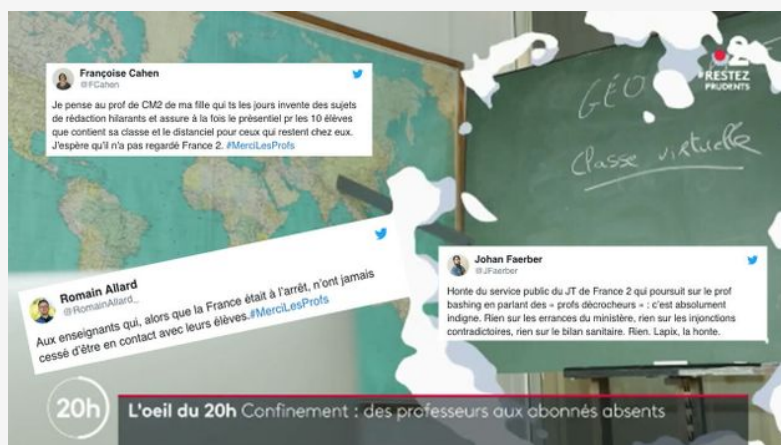 Françoise Cahen
@FCahen
Je pense au prof de CM2 de ma fille qui ts les jours invente des sujets
de rédaction hilarants et assure à la fois le présentiel pr les 10 élèves
que contient sa classe et le distanciel pour ceux qui restent chez eux.
J'espère qu'il n'a pas regardé France 2. #MerciLesProfs
2
RESTEZ
PRUDENTS
GÉO
Classe virtuelle
Romain Allard
@RomainAllard_
Aux enseignants qui, alors que la France était à l'arrêt, n'ont jamais
cessé d'être en contact avec leurs élèves.#MerciLesProfs
Johan Faerber
@JFaerber
Honte du service public du JT de France 2 qui poursuit sur le prof
bashing en parlant des « profs décrocheurs » : c'est absolument
indigne. Rien sur les errances du ministère, rien sur les injonctions
contradictoires, rien sur le bilan sanitaire. Rien. Lapix, la honte.
20h
L'oeil du 20h Confinement : des professeurs aux abonnés absents